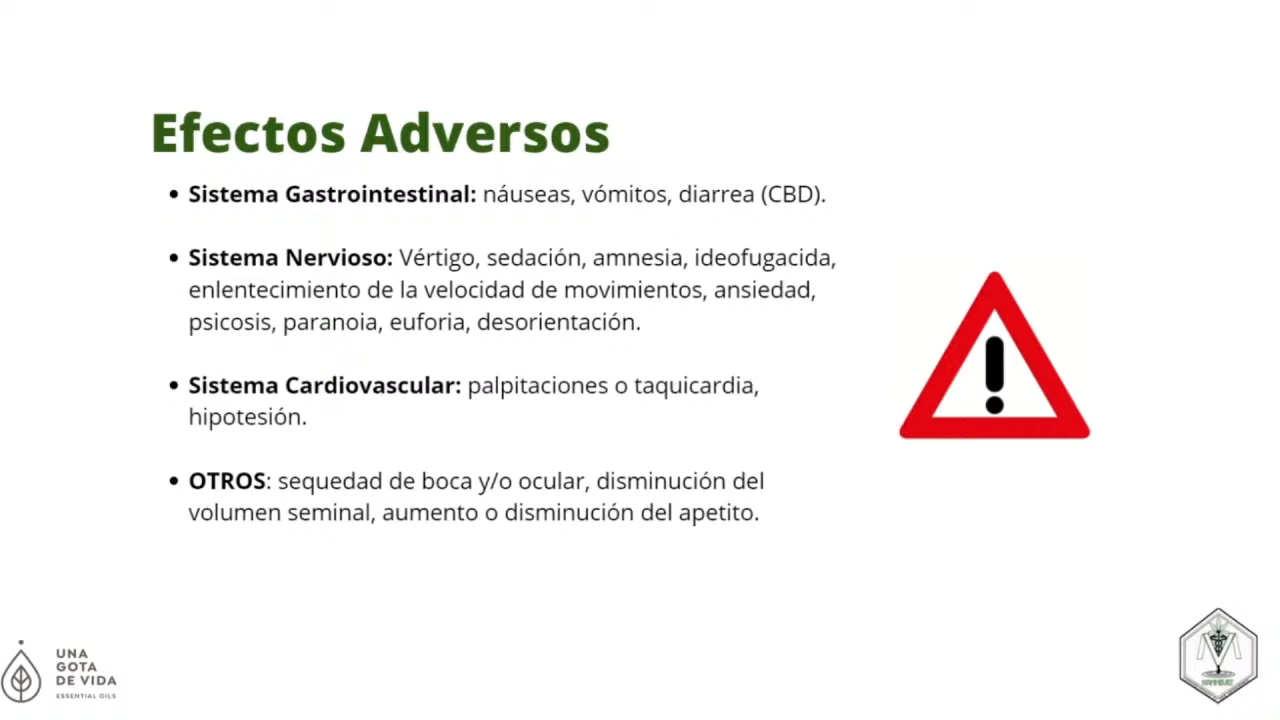 Efectos Adversos
• Sistema Gastrointestinal: náuseas, vómitos, diarrea (CBD).
• Sistema Nervioso: Vértigo, sedación, amnesia, ideofugacida,
enlentecimiento de la velocidad de movimientos, ansiedad,
psicosis, paranoia, euforia, desorientación.
• Sistema Cardiovascular: palpitaciones o taquicardia,
hipotesión.
• OTROS: sequedad de boca y/o ocular, disminución del
volumen seminal, aumento o disminución del apetito.
UNA
GOTA
DE VIDA
ESSENTIAL OILS